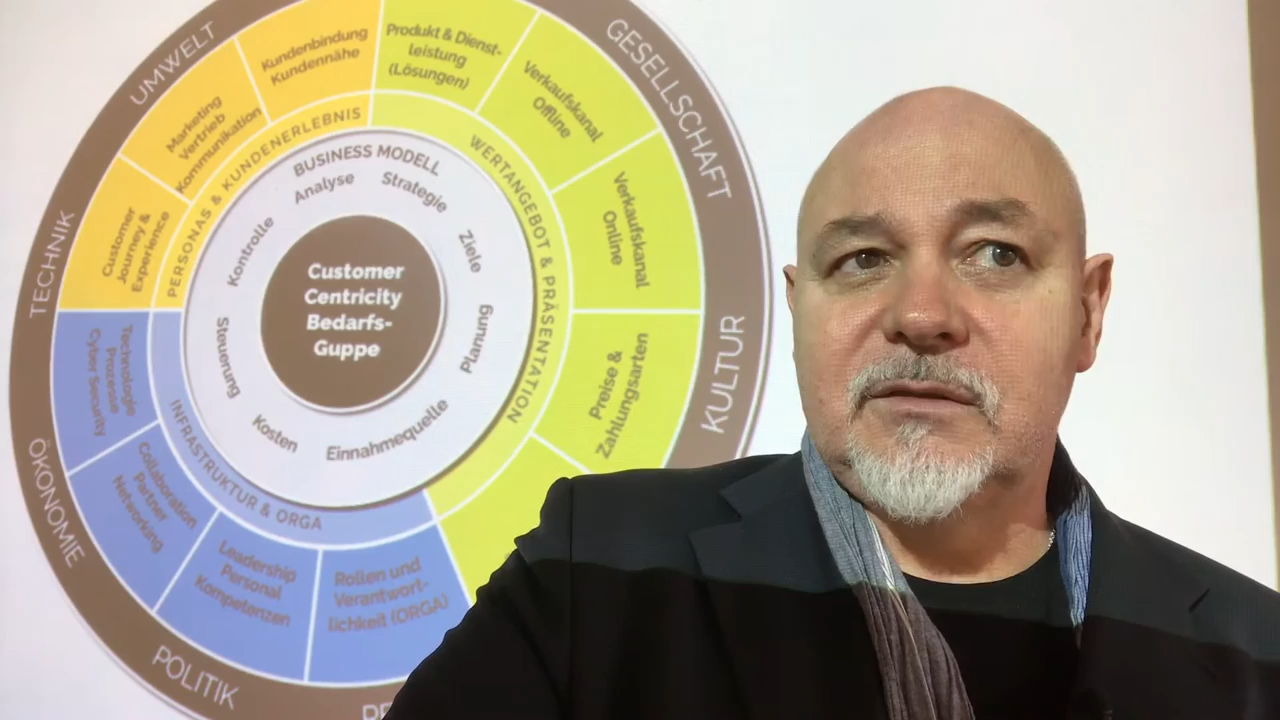 UMWELT
GESELLSCHAFT
KULTUR
TECHNIK
ÖKONOMIE
POLITIK
Kundenbindung
Kundennähe
Produkt & Dienst-
leistung
(Lösungen)
Verkaufskanal
Offline
Verkaufskanal
Online
Preise &
Zahlungsarten
Marketing
Vertrieb
Kommunikation
Customer
Journey &
Experience
Technologie
Prozesse
Cyber Security
Collaboration
Partner
Networking
Leadership
Personal
Kompetenzen
Rollen und
Verantwort-
lichkeit (ORGA)
PERSONAS & KUNDENERLEBNIS
WERTANGEBOT & PRÄSENTATION
INFRASTRUKTUR & ORGA
BUSINESS MODELL
Analyse
Strategie
Ziele
Planung
Einnahmequelle
Kosten
Steuerung
Kontrolle
Customer
Centricity
Bedarfs-
Guppe